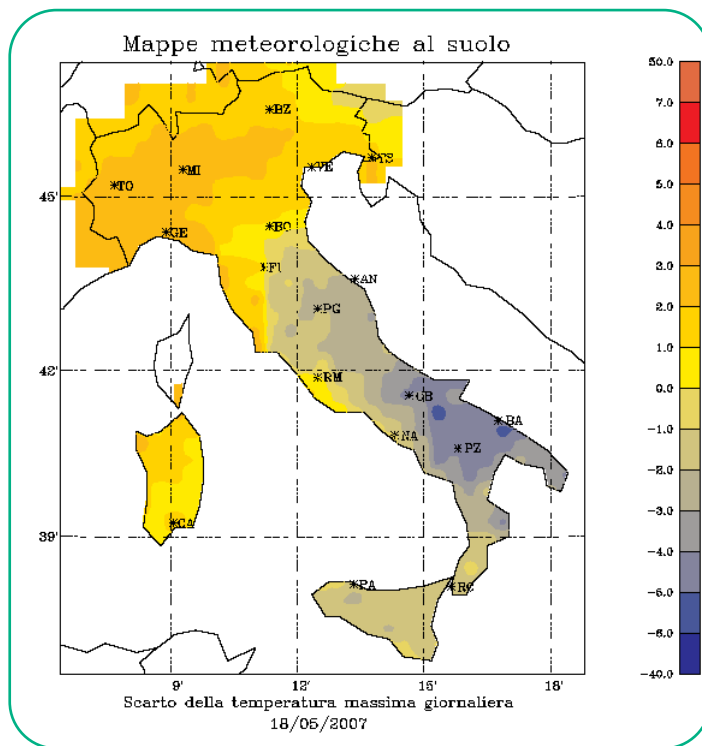 Mappe meteorologiche al suolo
50.0
7.0
6.0
5.0
4.0
3.0
2.0
1.0
0.0
-1.0
-2.0
-3.0
-4.0
-5.0
-6.0
-40.0
*BZ
*TS
*VE
*MI
*TO
45'
*BO
*GE
*FI
*AN
*PG
42'
*RM
*CB
*BA
*NA
*PZ
*CA
39'
*PA
*RC
9'
12'
15'
18'
Scarto della temperatura massima giornaliera
18/05/2007